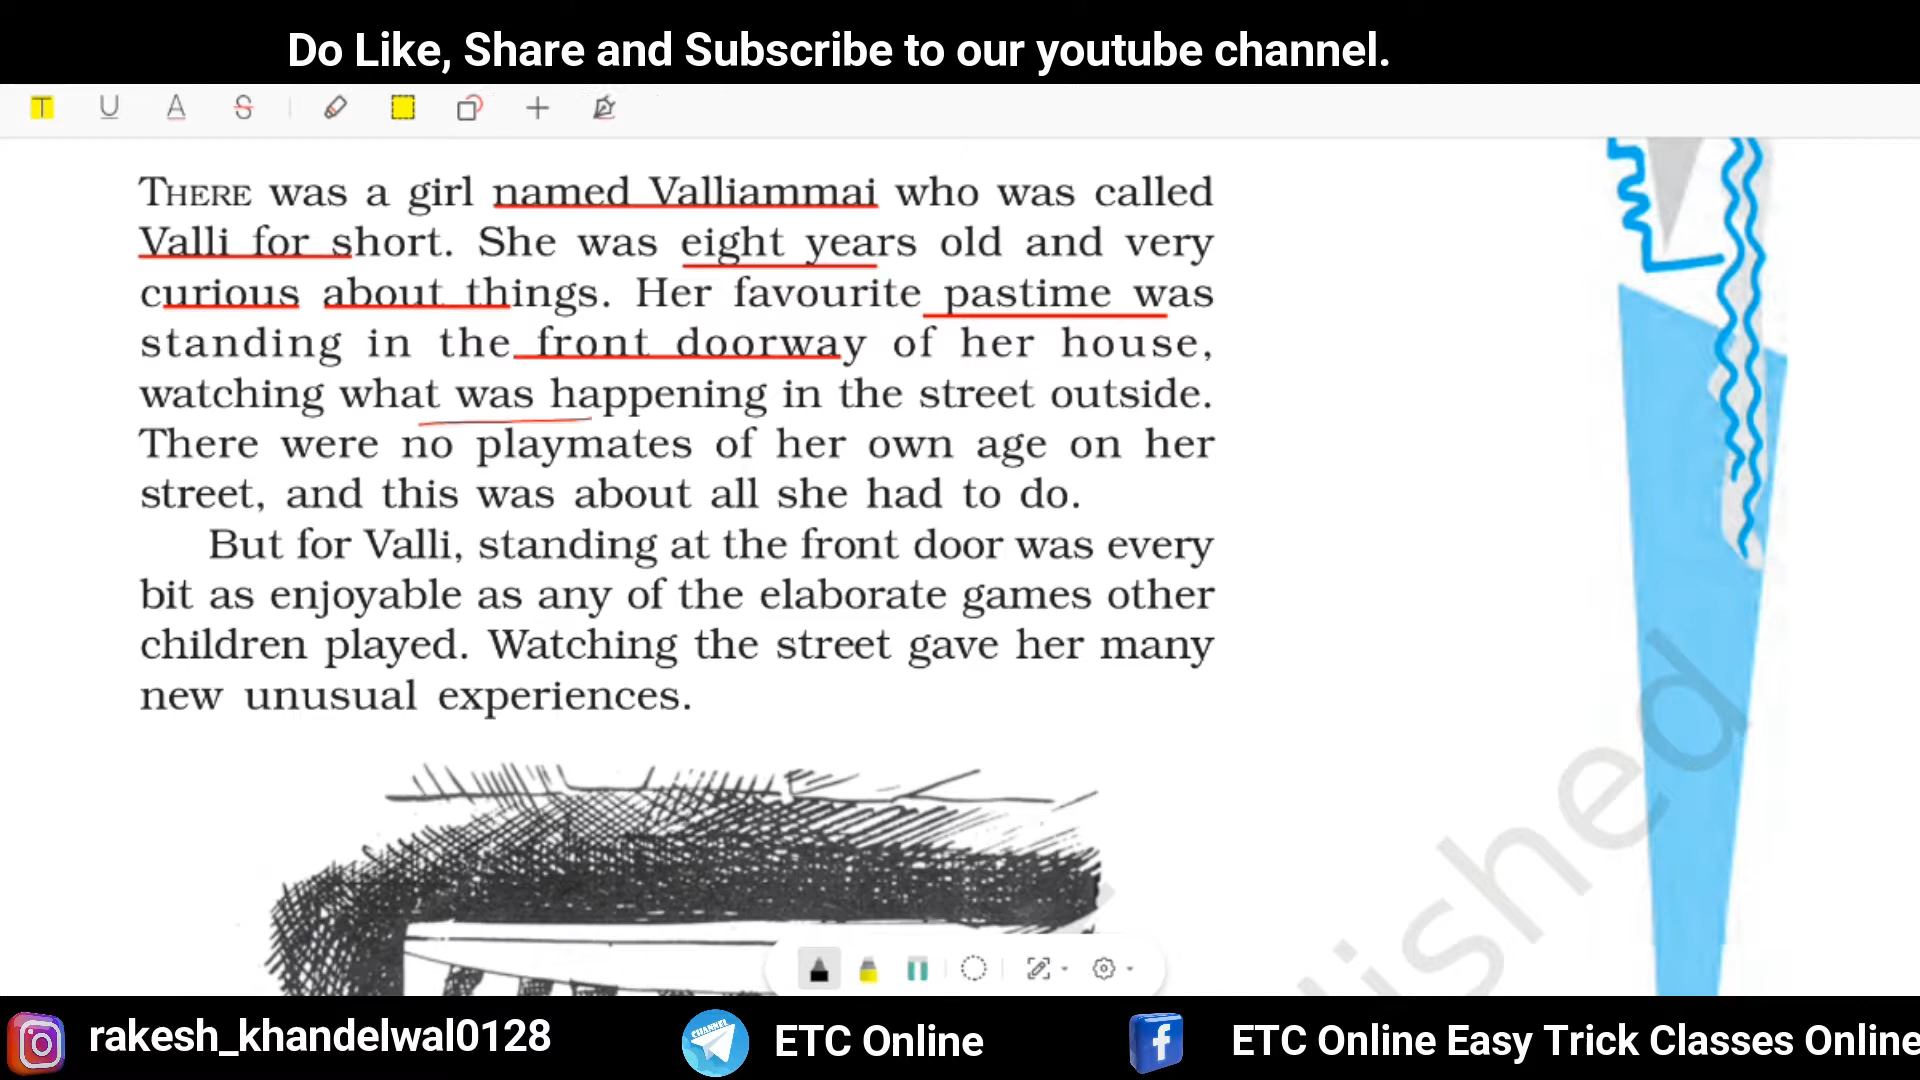 Do Like, Share and Subscribe to our youtube channel.
THERE was a girl named Valliammai who was called
Valli for short. She was eight years old and very
curious about things. Her favourite pastime was
standing in the front doorway of her house,
watching what was happening in the street outside.
There were no playmates of her own age on her
street, and this was about all she had to do.
But for Valli, standing at the front door was every
bit as enjoyable as any of the elaborate games other
children played. Watching the street gave her many
new unusual experiences.
lished
rakesh_khandelwal0128
CHANNEL
ETC Online
ETC Online Easy Trick Classes Online